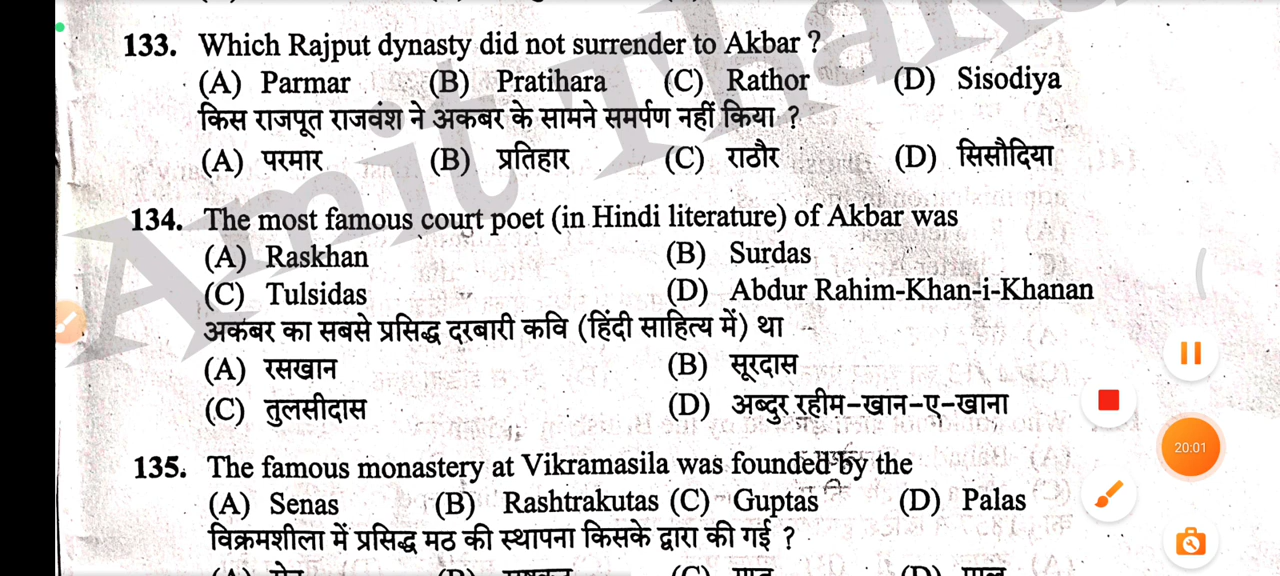 133. Which Rajput dynasty did not surrender to Akbar ?
(A) Parmar (B) Pratihara (C) Rathor (D) Sisodiya
किस राजपूत राजवंश ने अकबर के सामने समर्पण नहीं किया ?
(A) परमार (B) प्रतिहार (C) राठौर (D) सिसौदिया
134. The most famous court poet (in Hindi literature) of Akbar was
(A) Raskhan (B) Surdas
(C) Tulsidas (D) Abdur Rahim-Khan-i-Khanan
अकबर का सबसे प्रसिद्ध दरबारी कवि (हिंदी साहित्य में) था
(A) रसखान (B) सूरदास
(C) तुलसीदास (D) अब्दुर रहीम-खान-ए-खाना
20:01
135. The famous monastery at Vikramasila was founded by the
(A) Senas (B) Rashtrakutas (C) Guptas (D) Palas
विक्रमशीला में प्रसिद्ध मठ की स्थापना किसके द्वारा की गई ?
Amit Thak